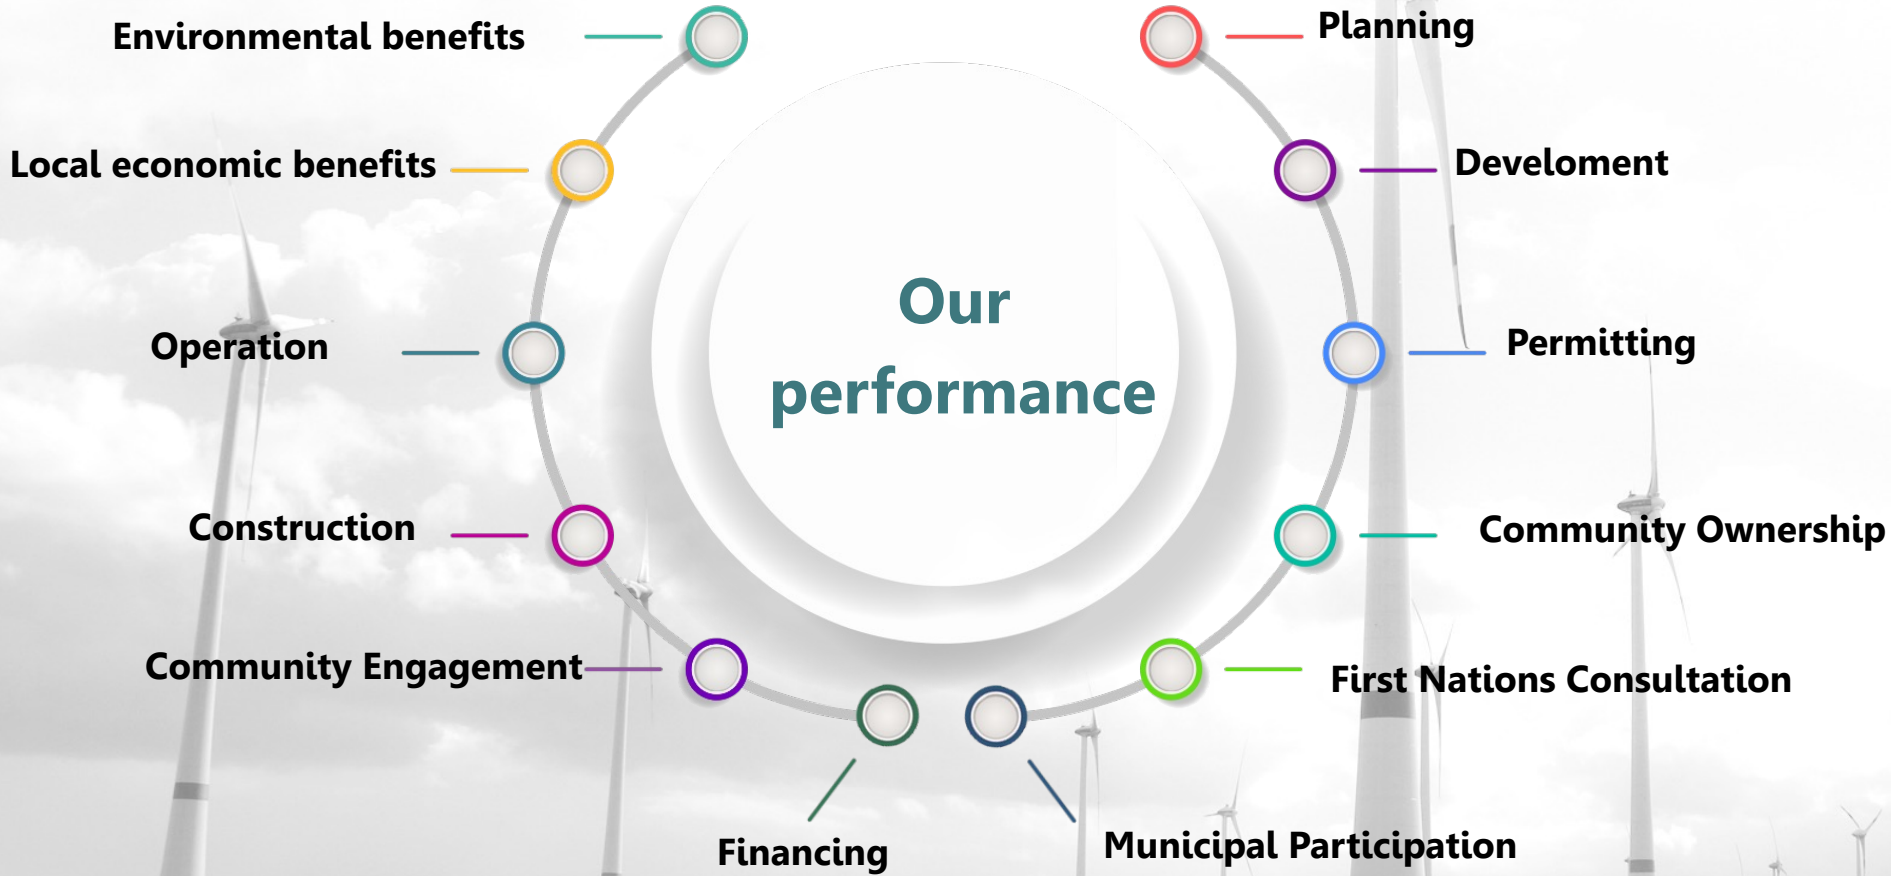 Environmental benefits
Planning
Local economic benefits
Develoment
Our
performance
Operation
Permitting
Construction
Community Ownership
Community Engagement
First Nations Consultation
Financing
Municipal Participation